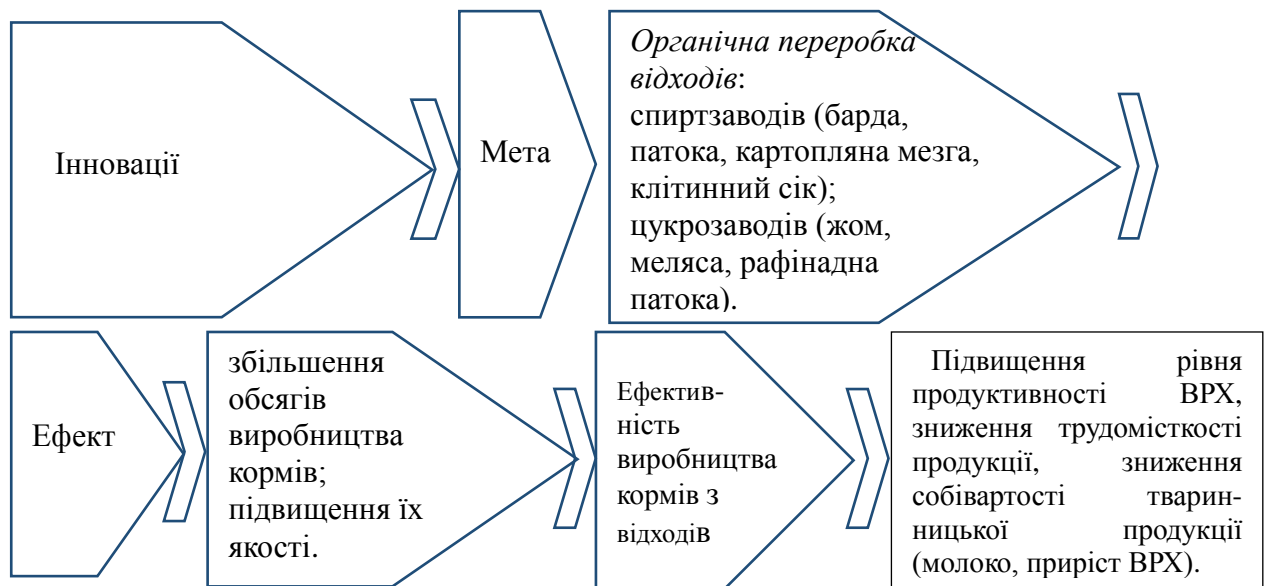 Інновації
Мета
Органічна переробка
відходів:
спиртзаводів (барда,
патока, картопляна мезга,
клітинний сік);
цукрозаводів (жом,
меляса, рафінадна
патока).
Ефект
збільшення
обсягів
виробництва
кормів;
підвищення їх
якості.
Ефектив-
ність
виробництва
кормів з
відходів
Підвищення рівня
продуктивності ВРХ,
зниження трудомісткості
продукції, зниження
собівартості тварин-
ницької продукції
(молоко, приріст ВРХ).